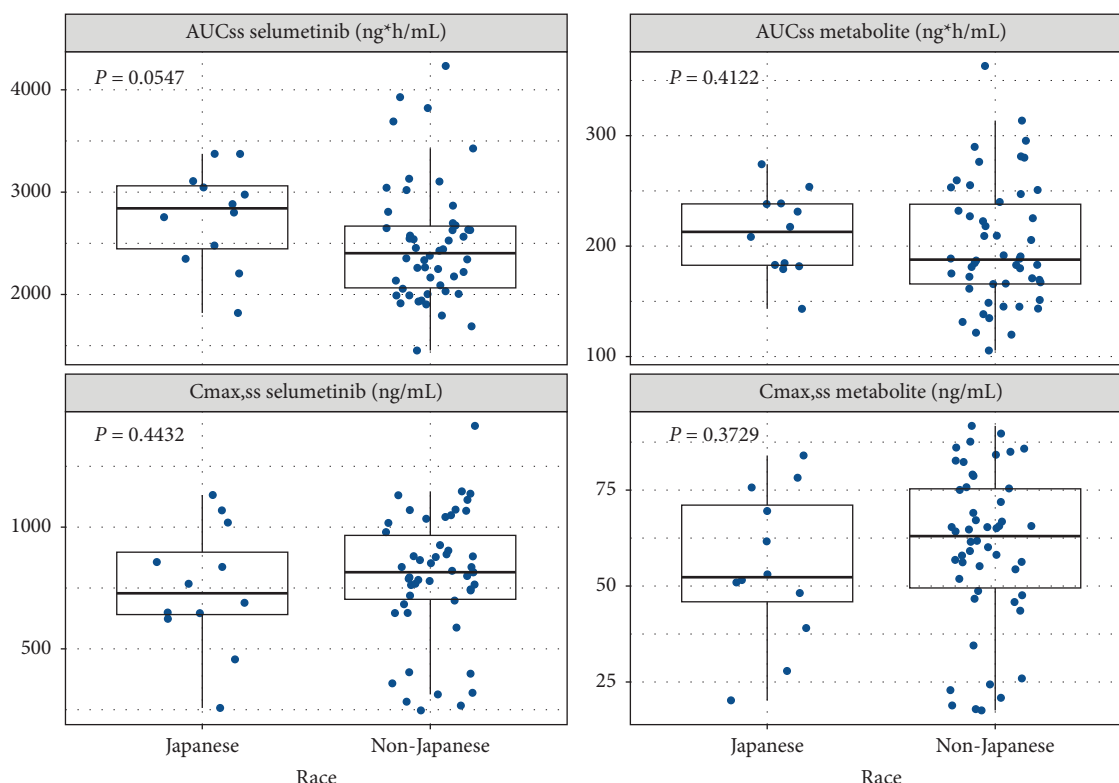 AUCss selumetinib (ng*h/mL)
P = 0.0547
4000
3000
2000
AUCss metabolite (ng*h/mL)
P = 0.4122
300
200
100
Cmax,ss selumetinib (ng/mL)
P = 0.4432
1000
500
Japanese
Non-Japanese
Race
Cmax,ss metabolite (ng/mL)
P = 0.3729
75
50
25
Japanese
Non-Japanese
Race